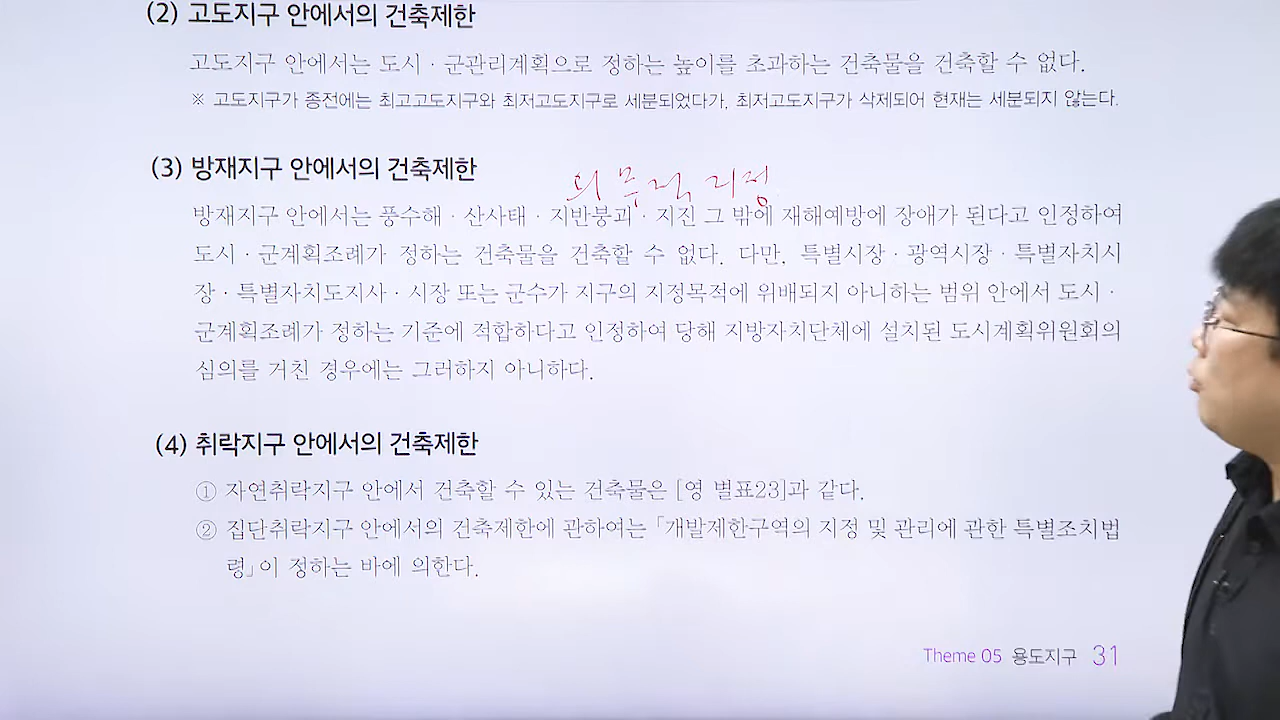 (2) 고도지구 안에서의 건축제한
고도지구 안에서는 도시 · 군관리계획으로 정하는 높이를 초과하는 건축물을 건축할 수 없다.
※ 고도지구가 종전에는 최고고도지구와 최저고도지구로 세분되었다가, 최저고도지구가 삭제되어 현재는 세분되지 않는다.
(3) 방재지구 안에서의 건축제한
의무적 지정
방재지구 안에서는 풍수해 · 산사태 · 지반붕괴 · 지진 그 밖에 재해예방에 장애가 된다고 인정하여
도시 · 군계획조례가 정하는 건축물을 건축할 수 없다. 다만, 특별시장 · 광역시장 · 특별자치시
장 · 특별자치도지사 · 시장 또는 군수가 지구의 지정목적에 위배되지 아니하는 범위 안에서 도시 ·
군계획조례가 정하는 기준에 적합하다고 인정하여 당해 지방자치단체에 설치된 도시계획위원회의
심의를 거친 경우에는 그러하지 아니하다.
(4) 취락지구 안에서의 건축제한
① 자연취락지구 안에서 건축할 수 있는 건축물은 [영 별표23]과 같다.
② 집단취락지구 안에서의 건축제한에 관하여는 「개발제한구역의 지정 및 관리에 관한 특별조치법
령」이 정하는 바에 의한다.
Theme 05 용도지구 31